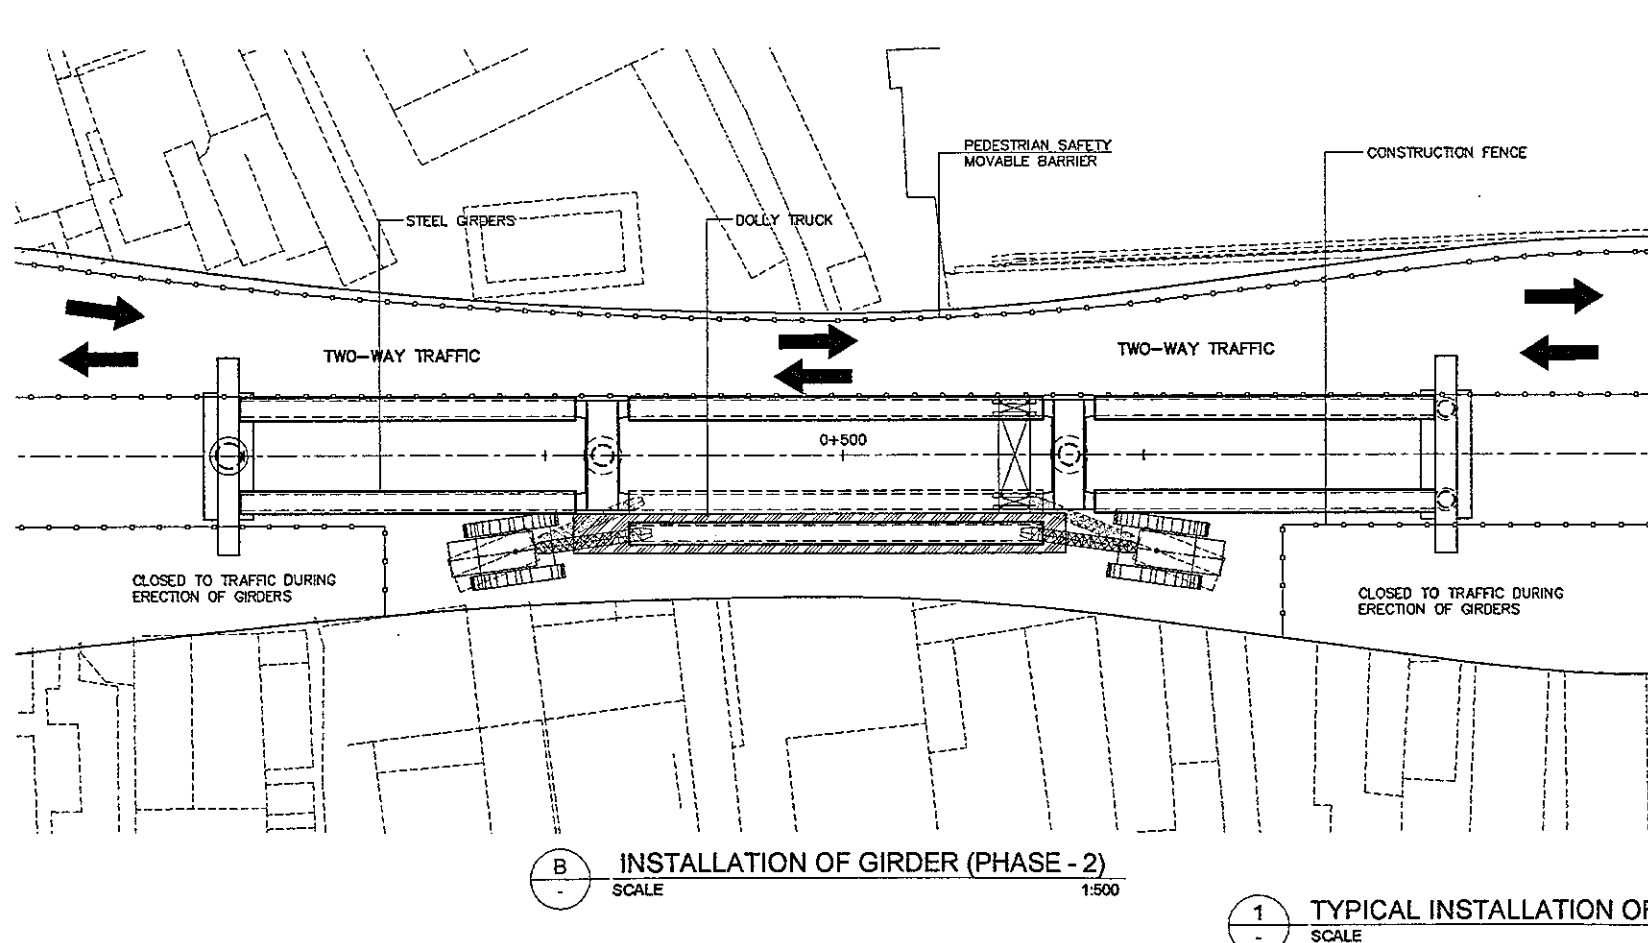 PEDESTRIAN SAFETY
MOVABLE BARRIER
CONSTRUCTION FENCE
STEEL GIRDERS
DOLLY TRUCK
TWO-WAY TRAFFIC
TWO-WAY TRAFFIC
0+500
CLOSED TO TRAFFIC DURING
ERECTION OF GIRDERS
CLOSED TO TRAFFIC DURING
ERECTION OF GIRDERS
B
-
INSTALLATION OF GIRDER (PHASE - 2)
SCALE 1:500
1
-
TYPICAL INSTALLATION OF
SCALE